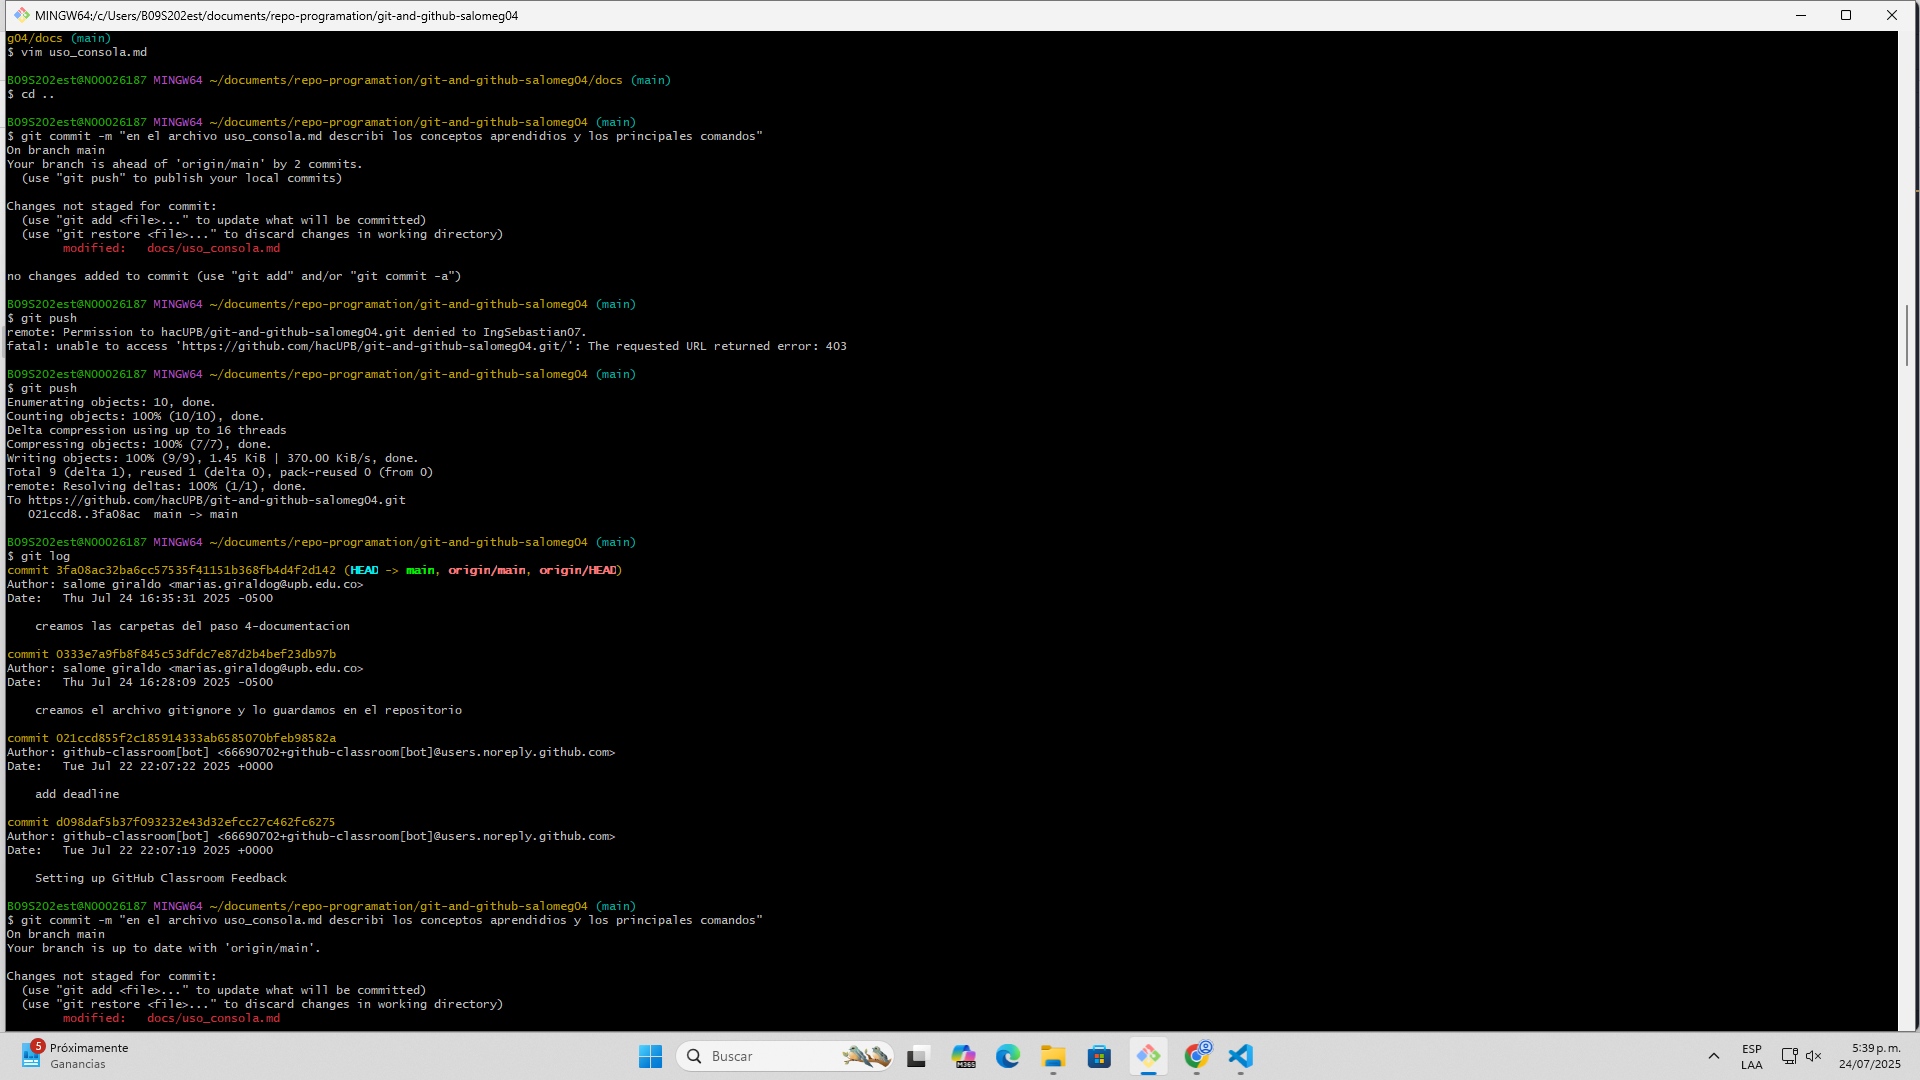 MINGW64:/c/Users/B09S202est/documents/repo-programation/git-and-github-salomeg04
g04/docs (main)
$ vim uso_consola.md
B09S202est@N00026187 MINGW64 ~/documents/repo-programation/git-and-github-salomeg04/docs (main)
$ cd ..
B09S202est@N00026187 MINGW64 ~/documents/repo-programation/git-and-github-salomeg04 (main)
$ git commit -m "en el archivo uso_consola.md describi los conceptos aprendidios y los principales comandos"
On branch main
Your branch is ahead of 'origin/main' by 2 commits.
  (use "git push" to publish your local commits)
Changes not staged for commit:
  (use "git add <file>..." to update what will be committed)
  (use "git restore <file>..." to discard changes in working directory)
        modified:   docs/uso_consola.md
no changes added to commit (use "git add" and/or "git commit -a")
B09S202est@N00026187 MINGW64 ~/documents/repo-programation/git-and-github-salomeg04 (main)
$ git push
remote: Permission to hacUPB/git-and-github-salomeg04.git denied to IngSebastian07.
fatal: unable to access 'https://github.com/hacUPB/git-and-github-salomeg04.git/': The requested URL returned error: 403
B09S202est@N00026187 MINGW64 ~/documents/repo-programation/git-and-github-salomeg04 (main)
$ git push
Enumerating objects: 10, done.
Counting objects: 100% (10/10), done.
Delta compression using up to 16 threads
Compressing objects: 100% (7/7), done.
Writing objects: 100% (9/9), 1.45 KiB | 370.00 KiB/s, done.
Total 9 (delta 1), reused 1 (delta 0), pack-reused 0 (from 0)
remote: Resolving deltas: 100% (1/1), done.
To https://github.com/hacUPB/git-and-github-salomeg04.git
   021ccd8..3fa08ac  main -> main
B09S202est@N00026187 MINGW64 ~/documents/repo-programation/git-and-github-salomeg04 (main)
$ git log
commit 3fa08ac32ba6cc57535f41151b368fb4d4f2d142 (HEAD -> main, origin/main, origin/HEAD)
Author: salome giraldo <marias.giraldog@upb.edu.co>
Date:   Thu Jul 24 16:35:31 2025 -0500
    creamos las carpetas del paso 4-documentacion
commit 0333e7a9fb8f845c53dfdc7e87d2b4bef23db97b
Author: salome giraldo <marias.giraldog@upb.edu.co>
Date:   Thu Jul 24 16:28:09 2025 -0500
    creamos el archivo gitignore y lo guardamos en el repositorio
commit 021ccd855f2c185914333ab6585070bfeb98582a
Author: github-classroom[bot] <66690702+github-classroom[bot]@users.noreply.github.com>
Date:   Tue Jul 22 22:07:22 2025 +0000
    add deadline
commit d098daf5b37f093232e43d32efcc27c462fc6275
Author: github-classroom[bot] <66690702+github-classroom[bot]@users.noreply.github.com>
Date:   Tue Jul 22 22:07:19 2025 +0000
    Setting up GitHub Classroom Feedback
B09S202est@N00026187 MINGW64 ~/documents/repo-programation/git-and-github-salomeg04 (main)
$ git commit -m "en el archivo uso_consola.md describi los conceptos aprendidios y los principales comandos"
On branch main
Your branch is up to date with 'origin/main'.
Changes not staged for commit:
  (use "git add <file>..." to update what will be committed)
  (use "git restore <file>..." to discard changes in working directory)
        modified:   docs/uso_consola.md
5
Próximamente
Ganancias
Buscar
M365
ESP
LAA
5:39 p. m.
24/07/2025